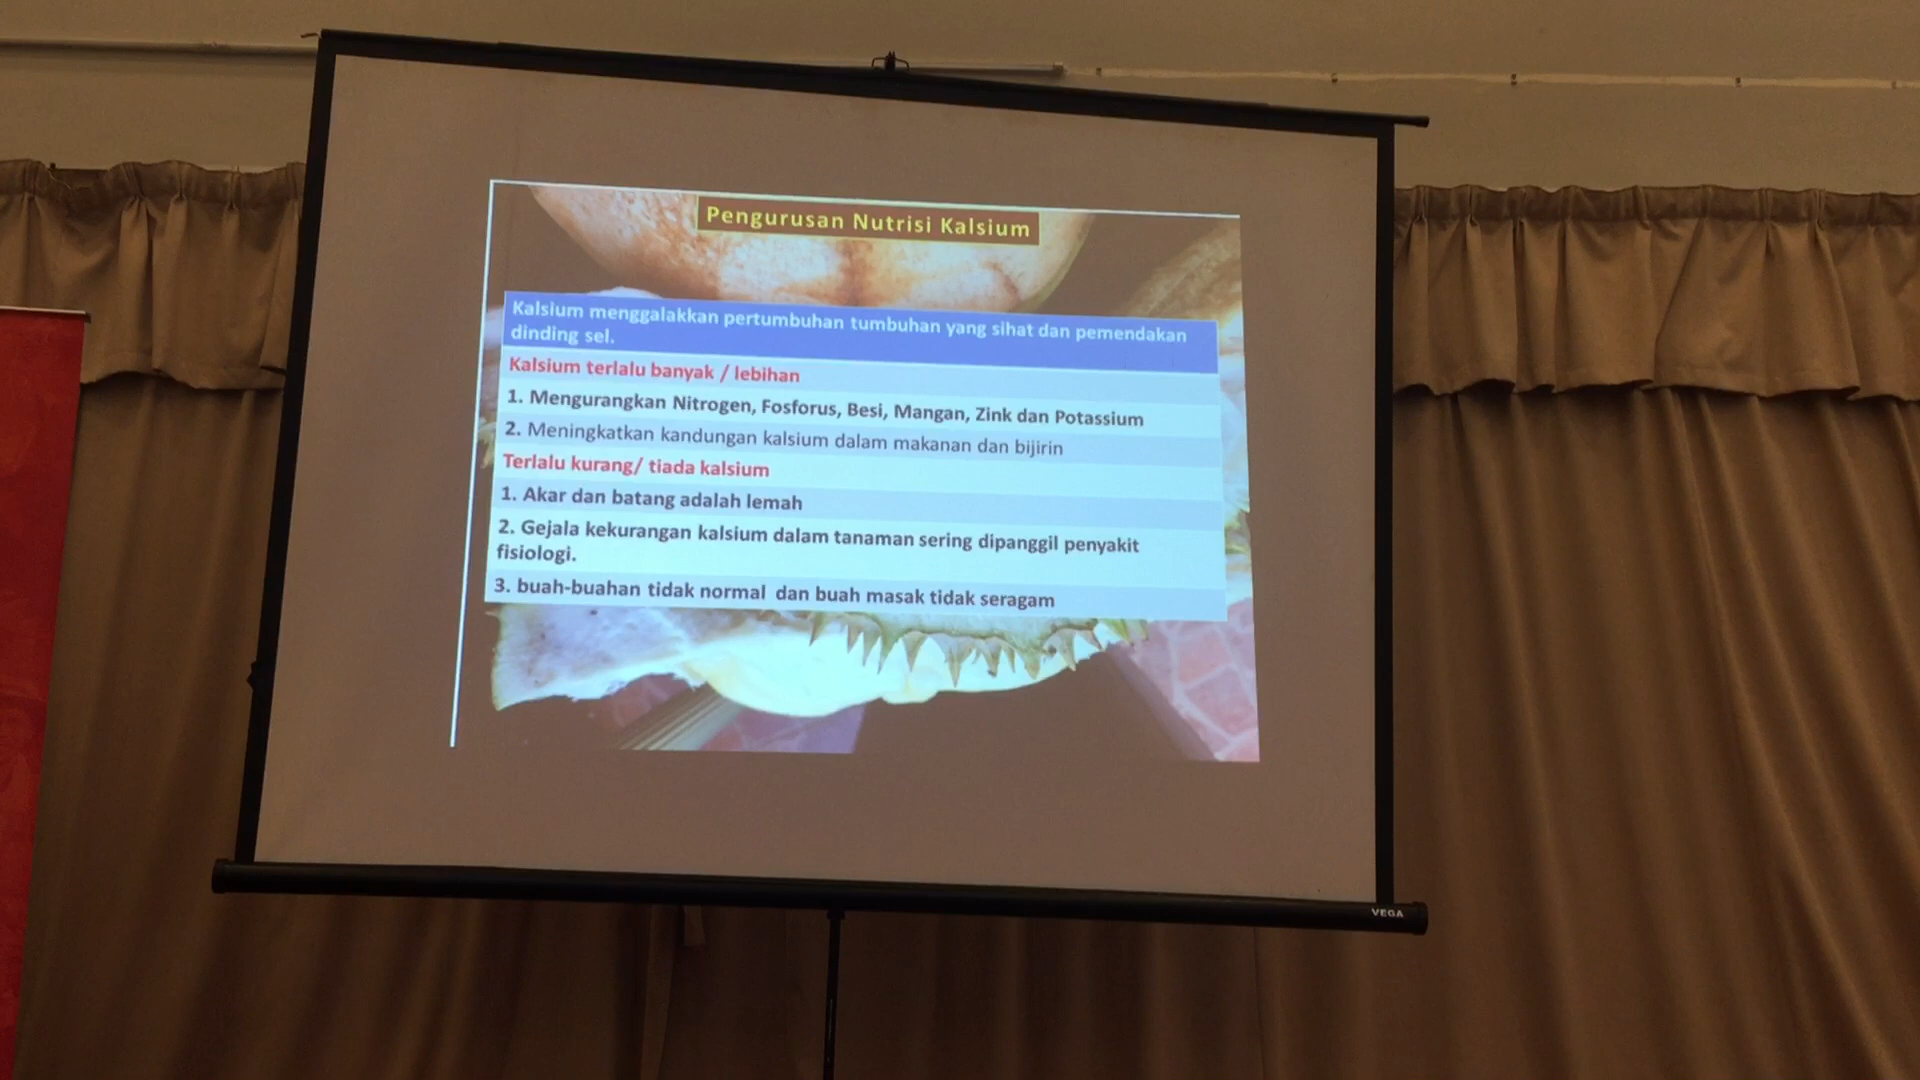 Pengurusan Nutrisi Kalsium
Kalsium menggalakkan pertumbuhan tumbuhan yang sihat dan pemendakan
dinding sel.
Kalsium terlalu banyak / lebihan
1. Mengurangkan Nitrogen, Fosforus, Besi, Mangan, Zink dan Potassium
2. Meningkatkan kandungan kalsium dalam makanan dan bijirin
Terlalu kurang/ tiada kalsium
1. Akar dan batang adalah lemah
2. Gejala kekurangan kalsium dalam tanaman sering dipanggil penyakit
fisiologi.
3. buah-buahan tidak normal dan buah masak tidak seragam
VEGA